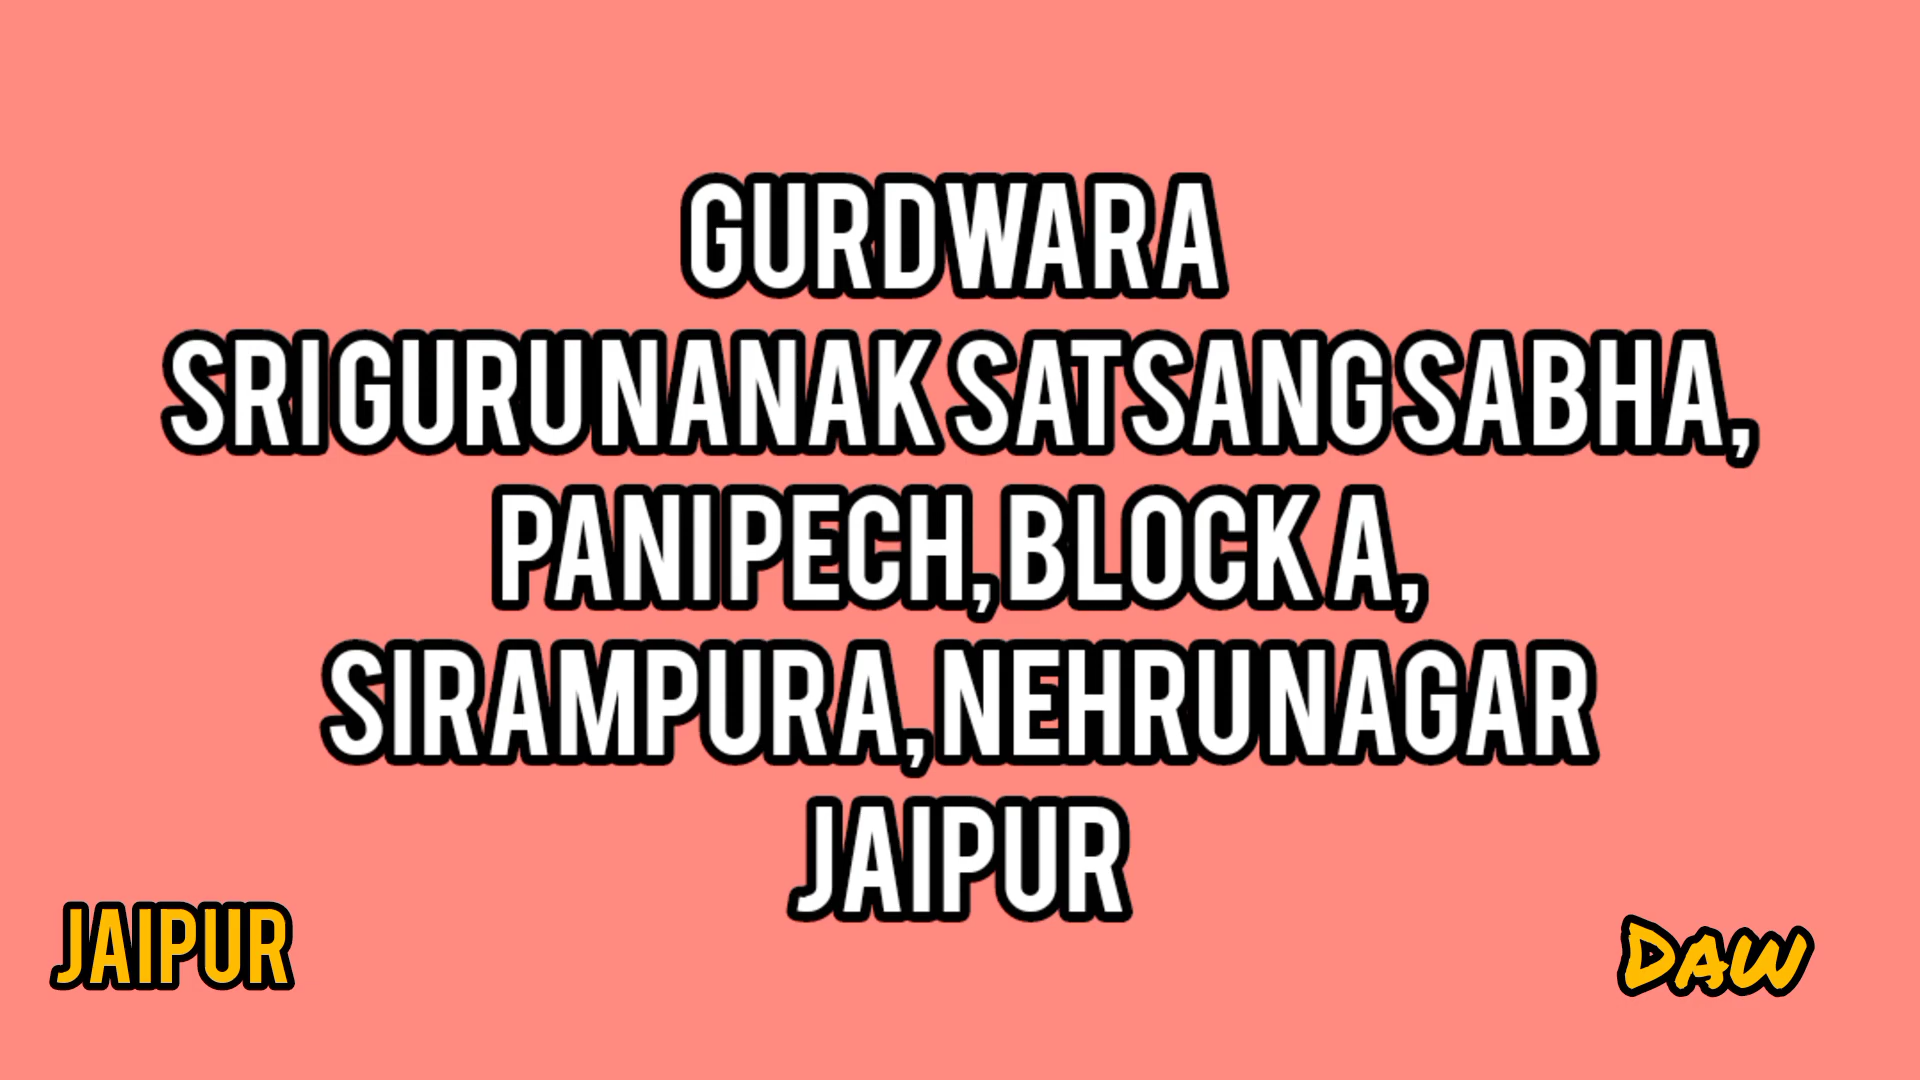 GURDWARA
SRI GURU NANAK SATSANG SABHA,
PANI PECH, BLOCK A,
SIRAMPURA, NEHRU NAGAR
JAIPUR
JAIPUR
DAW